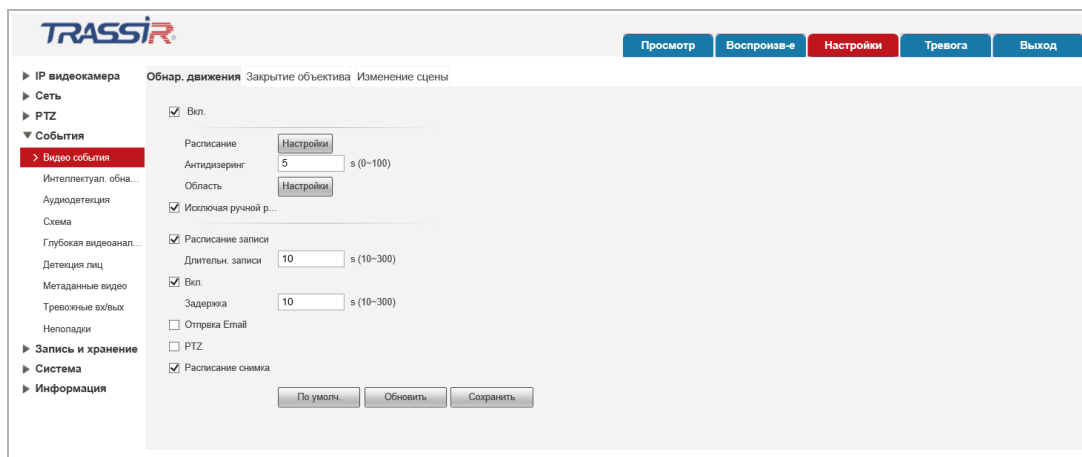 TRASSIR
Просмотр Воспроизв-е Настройки Тревога Выход
IP видеокамера
Сеть
PTZ
События
Видео события
Интеллектуал. обна...
Аудиодетекция
Схема
Глубокая видеоанал...
Детекция лиц
Метаданные видео
Тревожные вх/вых
Неполадки
Запись и хранение
Система
Информация
Обнар. движения Закрытие объектива Изменение сцены
Вкл.
Расписание Настройки
Антидизеринг 5 s (0~100)
Область Настройки
Исключая ручной р...
Расписание записи
Длительн. записи 10 s (10~300)
Вкл.
Задержка 10 s (10~300)
Отпрвка Email
PTZ
Расписание снимка
По умолч. Обновить Сохранить